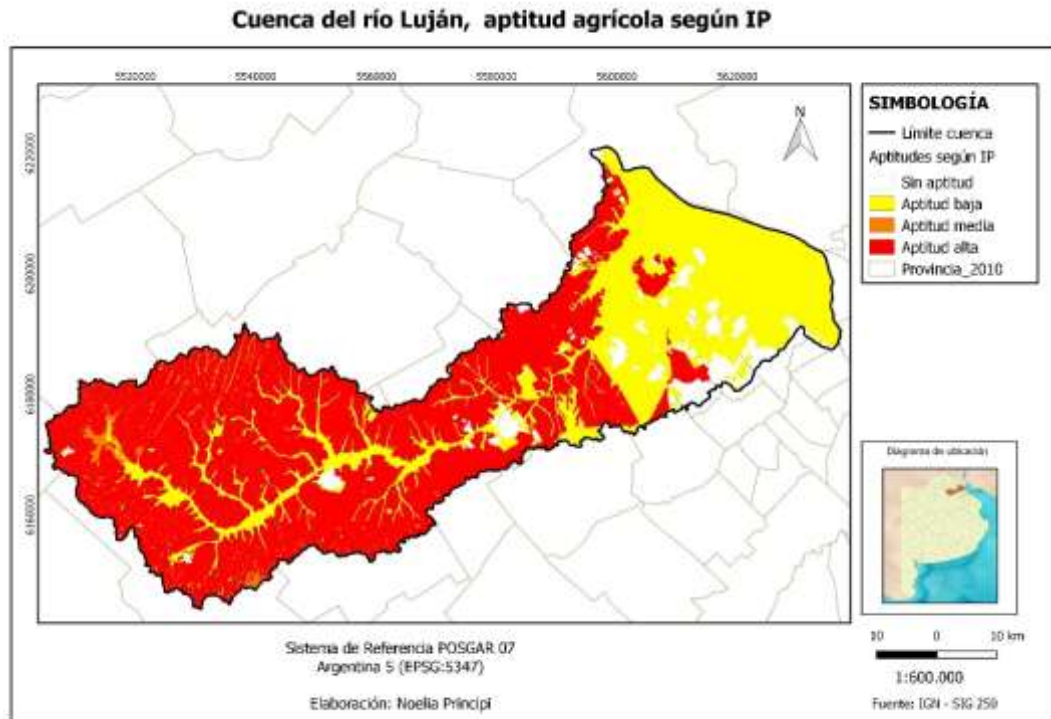 Cuenca del río Luján, aptitud agrícola según IP
5520000 5540000 5560000 5580000 5600000 5620000
6220000
6200000
6180000
6160000
N
SIMBOLOGÍA
Límite cuenca
Aptitudes según IP
Sin aptitud
Aptitud baja
Aptitud media
Aptitud alta
Provincia_2010
Diagrama de ubicación
10 0 10 km
1:600.000
Fuente: IGN - SIG 250
Sistema de Referencia POSGAR 07
Argentina 5 (EPSG:5347)
Elaboración: Noelia Principi